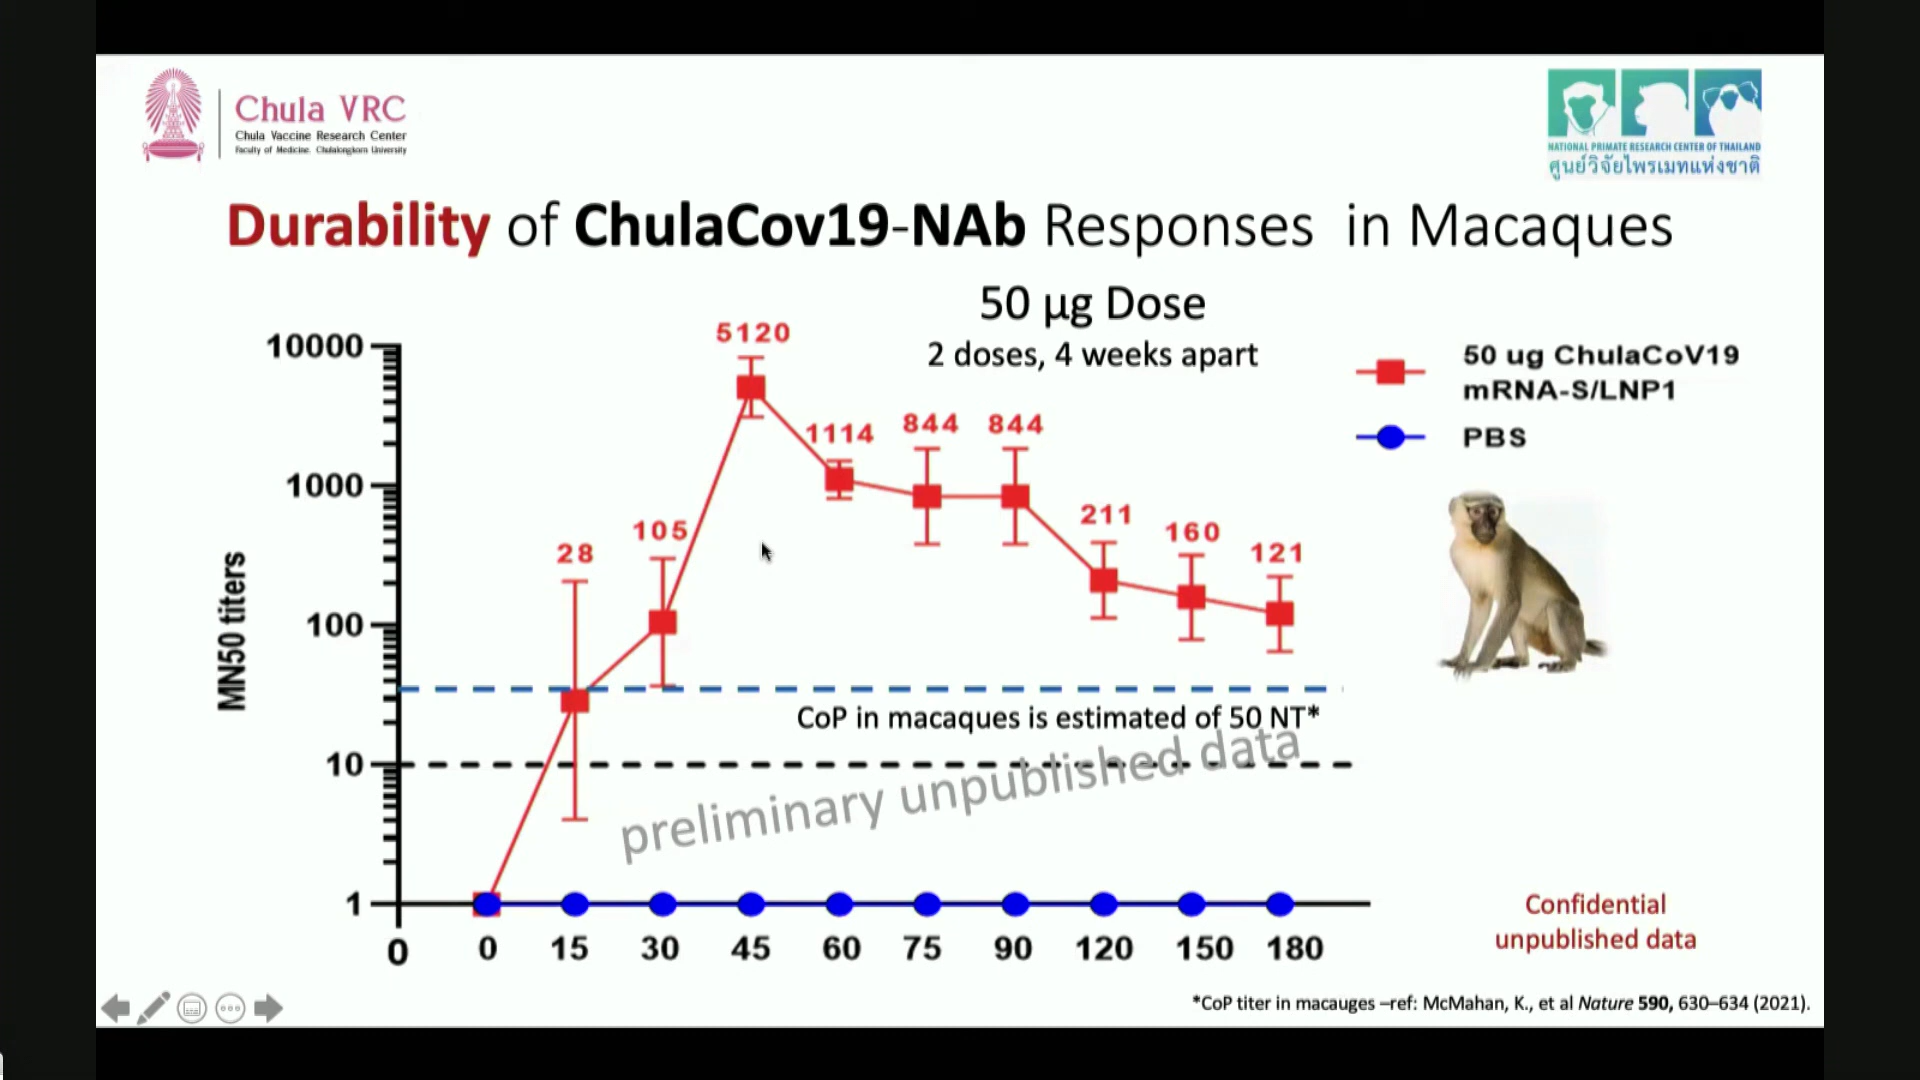 Chula VRC
Chula Vaccine Research Center
Faculty of Medicine, Chulalongkorn University
NATIONAL PRIMATE RESEARCH CENTER OF THAILAND
ศูนย์วิจัยไพรเมทแห่งชาติ
Durability of ChulaCov19-NAb Responses in Macaques
50 µg Dose
2 doses, 4 weeks apart
50 ug ChulaCoV19
mRNA-S/LNP1
PBS
MN50 titers
10000
1000
100
10
1
5120
1114
844
844
28
105
211
160
121
CoP in macaques is estimated of 50 NT*
preliminary unpublished data
0
0 15 30 45 60 75 90 120 150 180
Confidential
unpublished data
*CoP titer in macauges –ref: McMahan, K., et al Nature 590, 630–634 (2021).